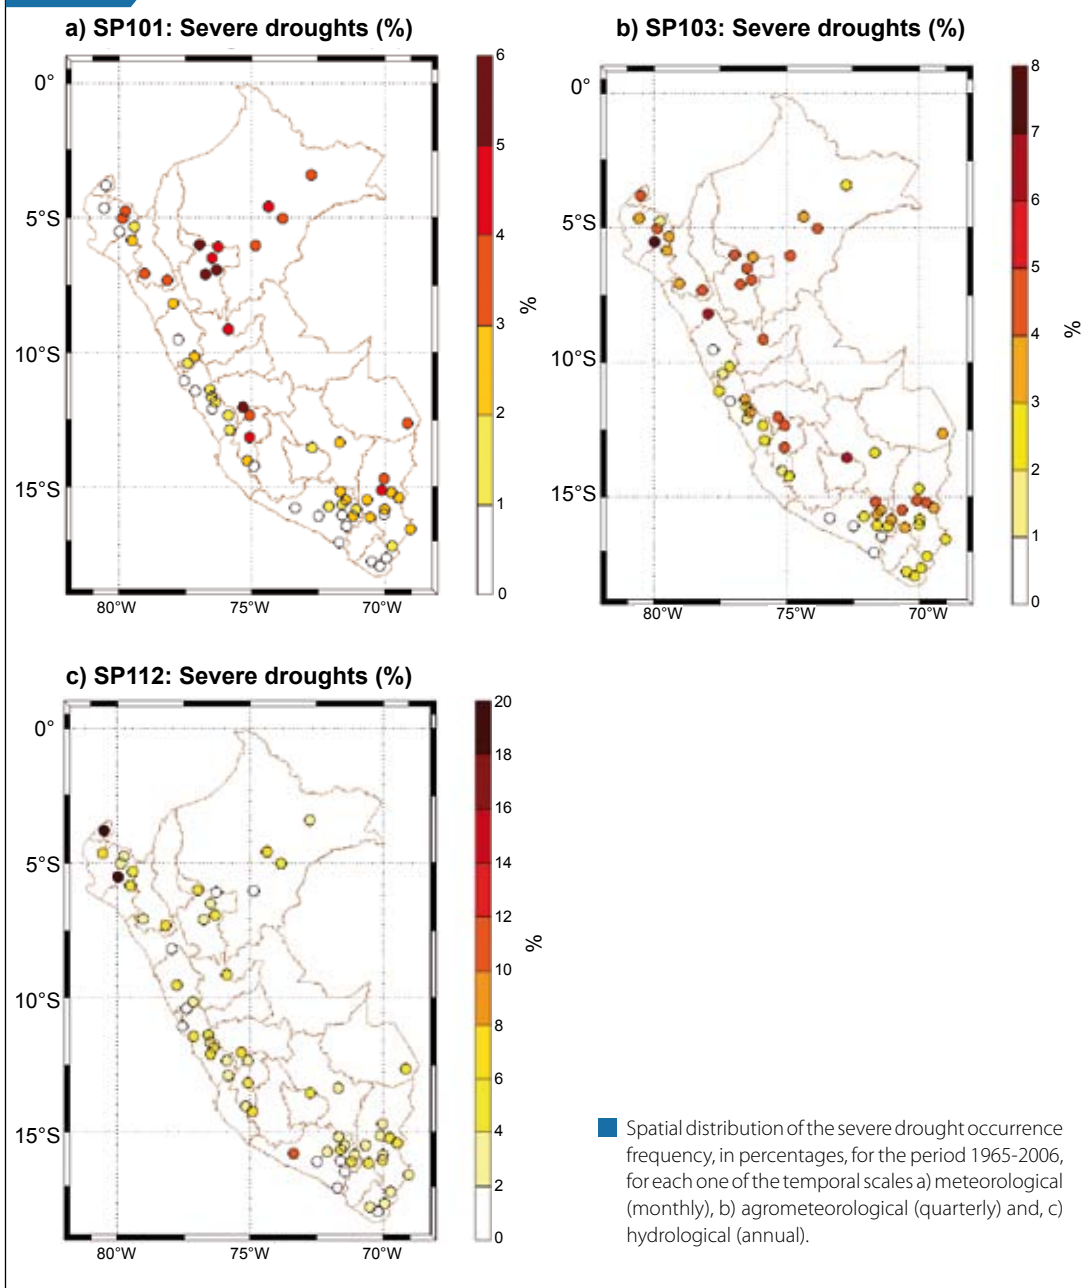 a) SP101: Severe droughts (%)
6
5
4
3
2
1
0
%
0°
5°S
10°S
15°S
80°W 75°W 70°W
b) SP103: Severe droughts (%)
8
7
6
5
4
3
2
1
0
%
0°
5°S
10°S
15°S
80°W 75°W 70°W
c) SP112: Severe droughts (%)
20
18
16
14
12
10
8
6
4
2
0
%
0°
5°S
10°S
15°S
80°W 75°W 70°W
Spatial distribution of the severe drought occurrence
frequency, in percentages, for the period 1965-2006,
for each one of the temporal scales a) meteorological
(monthly), b) agrometeorological (quarterly) and, c)
hydrological (annual).